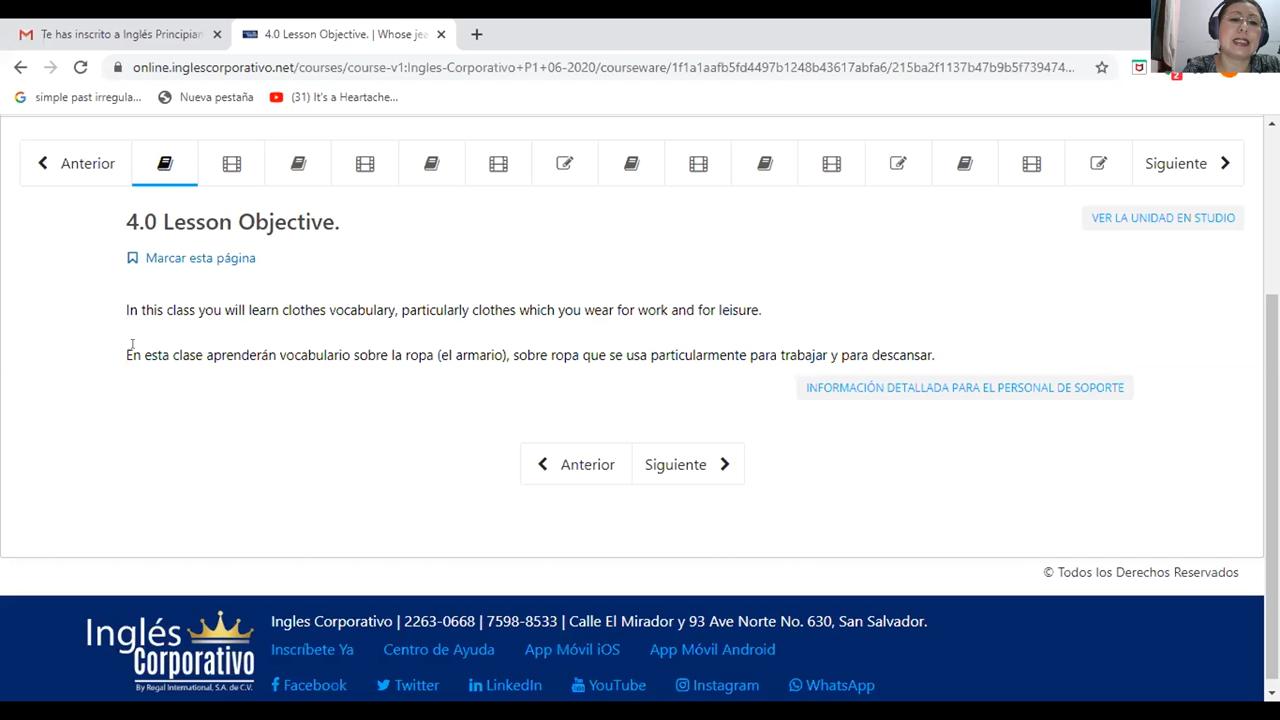 Te has inscrito a Inglés Principian
4.0 Lesson Objective. | Whose jea
online.inglescorporativo.net/courses/course-v1:Ingles-Corporativo+P1+06-2020/courseware/1f1a1aafb5fd4497b1248b43617abfa6/215ba2f1137b47b9b5f739474...
simple past irregula...
Nueva pestaña
(31) It's a Heartache...
2
Anterior
Siguiente
4.0 Lesson Objective.
VER LA UNIDAD EN STUDIO
Marcar esta página
In this class you will learn clothes vocabulary, particularly clothes which you wear for work and for leisure.
En esta clase aprenderán vocabulario sobre la ropa (el armario), sobre ropa que se usa particularmente para trabajar y para descansar.
INFORMACIÓN DETALLADA PARA EL PERSONAL DE SOPORTE
Anterior
Siguiente
© Todos los Derechos Reservados
Inglés
Corporativo
By Regal International, S.A. de C.V.
Ingles Corporativo | 2263-0668 | 7598-8533 | Calle El Mirador y 93 Ave Norte No. 630, San Salvador.
Inscríbete Ya
Centro de Ayuda
App Móvil iOS
App Móvil Android
Facebook
Twitter
LinkedIn
YouTube
Instagram
WhatsApp